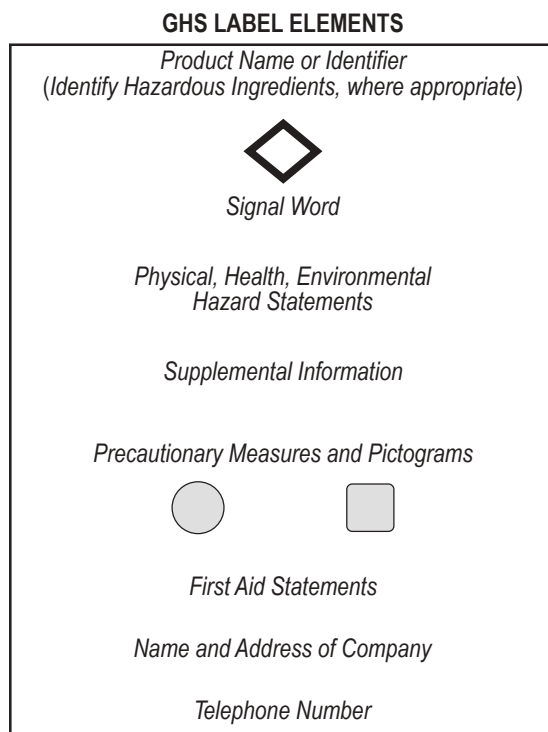 GHS LABEL ELEMENTS
Product Name or Identifier
(Identify Hazardous Ingredients, where appropriate)
Signal Word
Physical, Health, Environmental
Hazard Statements
Supplemental Information
Precautionary Measures and Pictograms
First Aid Statements
Name and Address of Company
Telephone Number